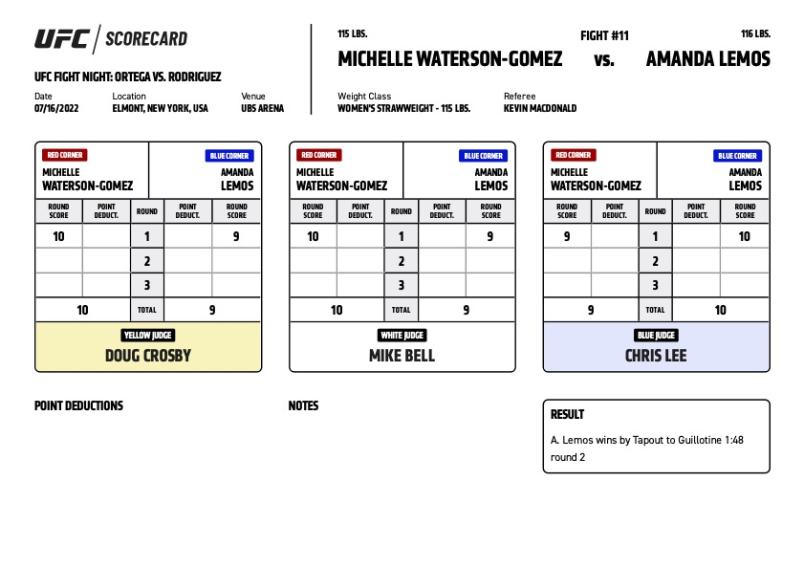 UFC / SCORECARD
UFC FIGHT NIGHT: ORTEGA VS. RODRIGUEZ
Date Location Venue
07/16/2022 ELMONT, NEW YORK, USA UBS ARENA
115 LBS. FIGHT #11 116 LBS.
MICHELLE WATERSON-GOMEZ vs. AMANDA LEMOS
Weight Class Referee
WOMEN'S STRAWWEIGHT - 115 LBS. KEVIN MACDONALD
RED CORNER BLUE CORNER
MICHELLE AMANDA
WATERSON-GOMEZ LEMOS
ROUND SCORE POINT DEDUCT. ROUND POINT DEDUCT. ROUND SCORE
10 1 9
2
3
10 TOTAL 9
YELLOW JUDGE
DOUG CROSBY
RED CORNER BLUE CORNER
MICHELLE AMANDA
WATERSON-GOMEZ LEMOS
ROUND SCORE POINT DEDUCT. ROUND POINT DEDUCT. ROUND SCORE
10 1 9
2
3
10 TOTAL 9
WHITE JUDGE
MIKE BELL
RED CORNER BLUE CORNER
MICHELLE AMANDA
WATERSON-GOMEZ LEMOS
ROUND SCORE POINT DEDUCT. ROUND POINT DEDUCT. ROUND SCORE
9 1 10
2
3
9 TOTAL 10
BLUE JUDGE
CHRIS LEE
POINT DEDUCTIONS
NOTES
RESULT
A. Lemos wins by Tapout to Guillotine 1:48
round 2